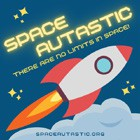 SPACE
AUTASTIC
THERE ARE NO LIMITS IN SPACE!
SPACEAUTASTIC.ORG